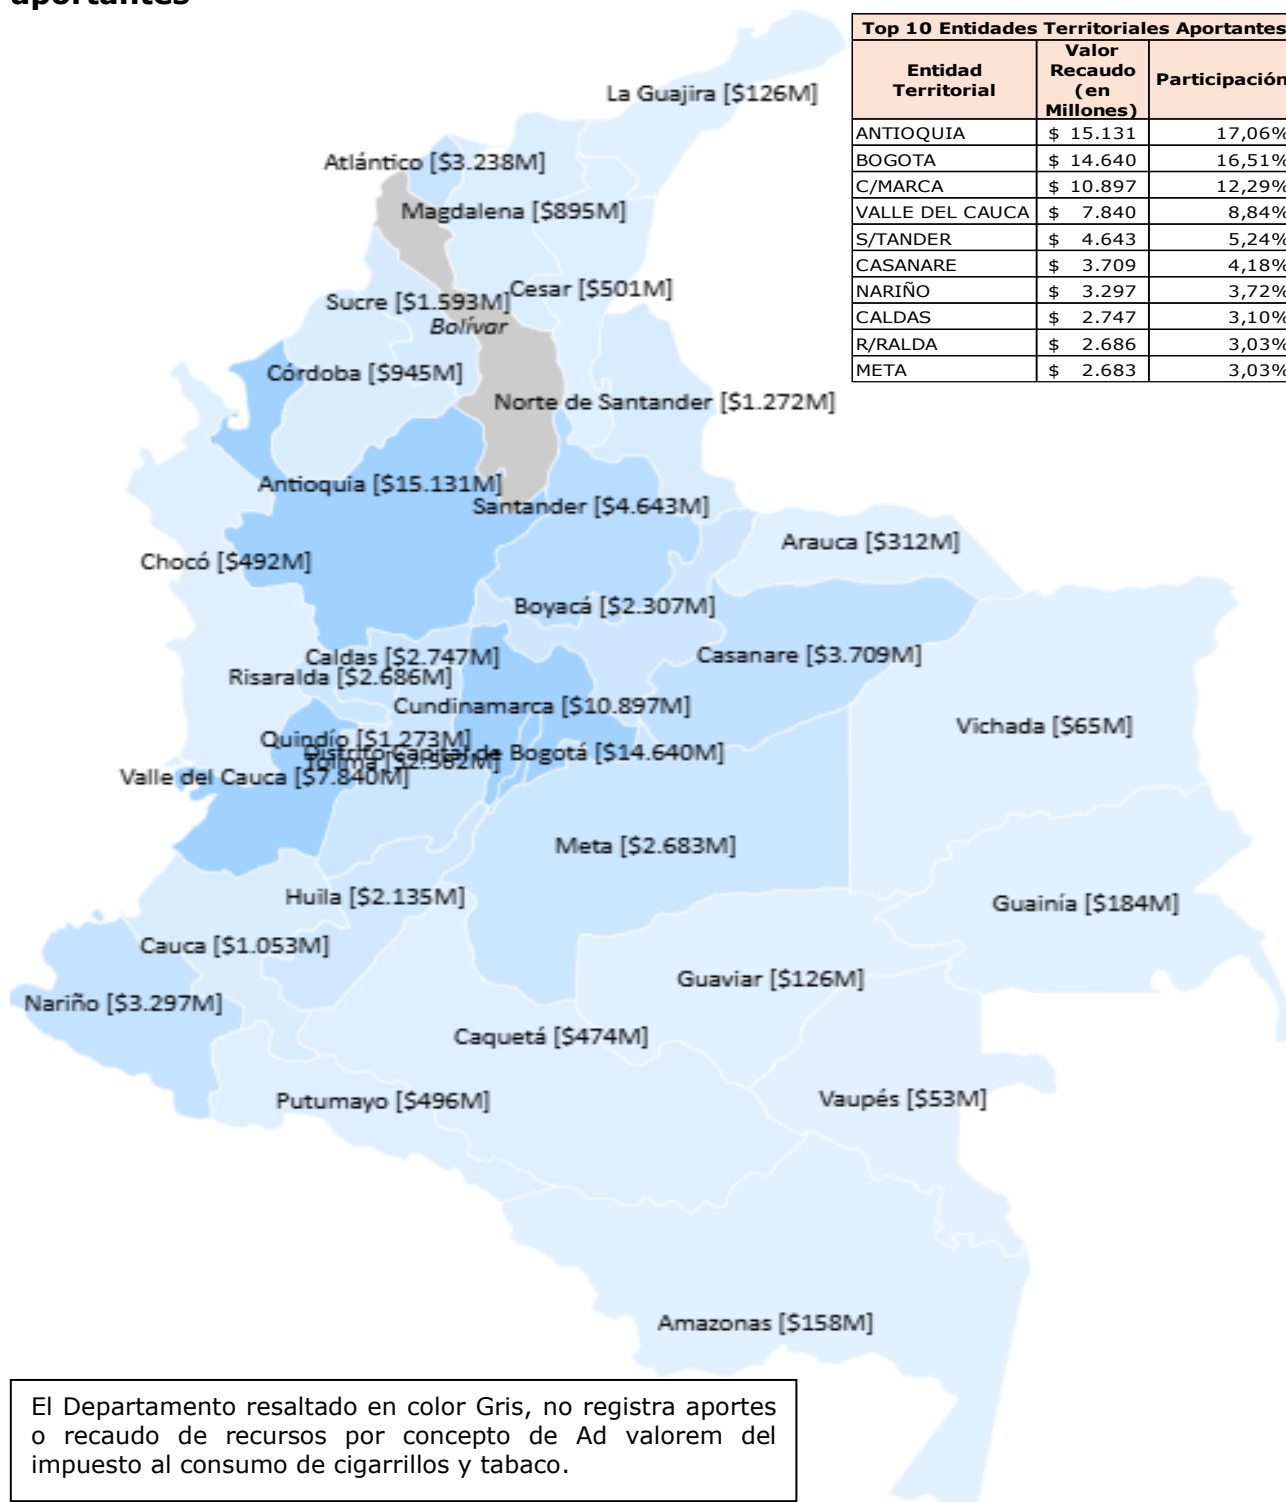 aportantes
Top 10 Entidades Territoriales Aportantes
Entidad Territorial | Valor Recaudo (en Millones) | Participación
ANTIOQUIA $ 15.131 17,06%
BOGOTA $ 14.640 16,51%
C/MARCA $ 10.897 12,29%
VALLE DEL CAUCA $ 7.840 8,84%
S/TANDER $ 4.643 5,24%
CASANARE $ 3.709 4,18%
NARIÑO $ 3.297 3,72%
CALDAS $ 2.747 3,10%
R/RALDA $ 2.686 3,03%
META $ 2.683 3,03%
La Guajira [$126M]
Atlántico [$3.238M]
Magdalena [$895M]
Cesar [$501M]
Sucre [$1.593M]
Bolívar
Córdoba [$945M]
Norte de Santander [$1.272M]
Antioquia [$15.131M]
Santander [$4.643M]
Arauca [$312M]
Chocó [$492M]
Boyacá [$2.307M]
Caldas [$2.747M]
Casanare [$3.709M]
Risaralda [$2.686M]
Cundinamarca [$10.897M]
Vichada [$65M]
Quindío [$1.273M]
Distrito Capital de Bogotá [$14.640M]
Tolima
Valle del Cauca [$7.840M]
Meta [$2.683M]
Huila [$2.135M]
Guainía [$184M]
Cauca [$1.053M]
Guaviar [$126M]
Nariño [$3.297M]
Caquetá [$474M]
Putumayo [$496M]
Vaupés [$53M]
Amazonas [$158M]
El Departamento resaltado en color Gris, no registra aportes
o recaudo de recursos por concepto de Ad valorem del
impuesto al consumo de cigarrillos y tabaco.